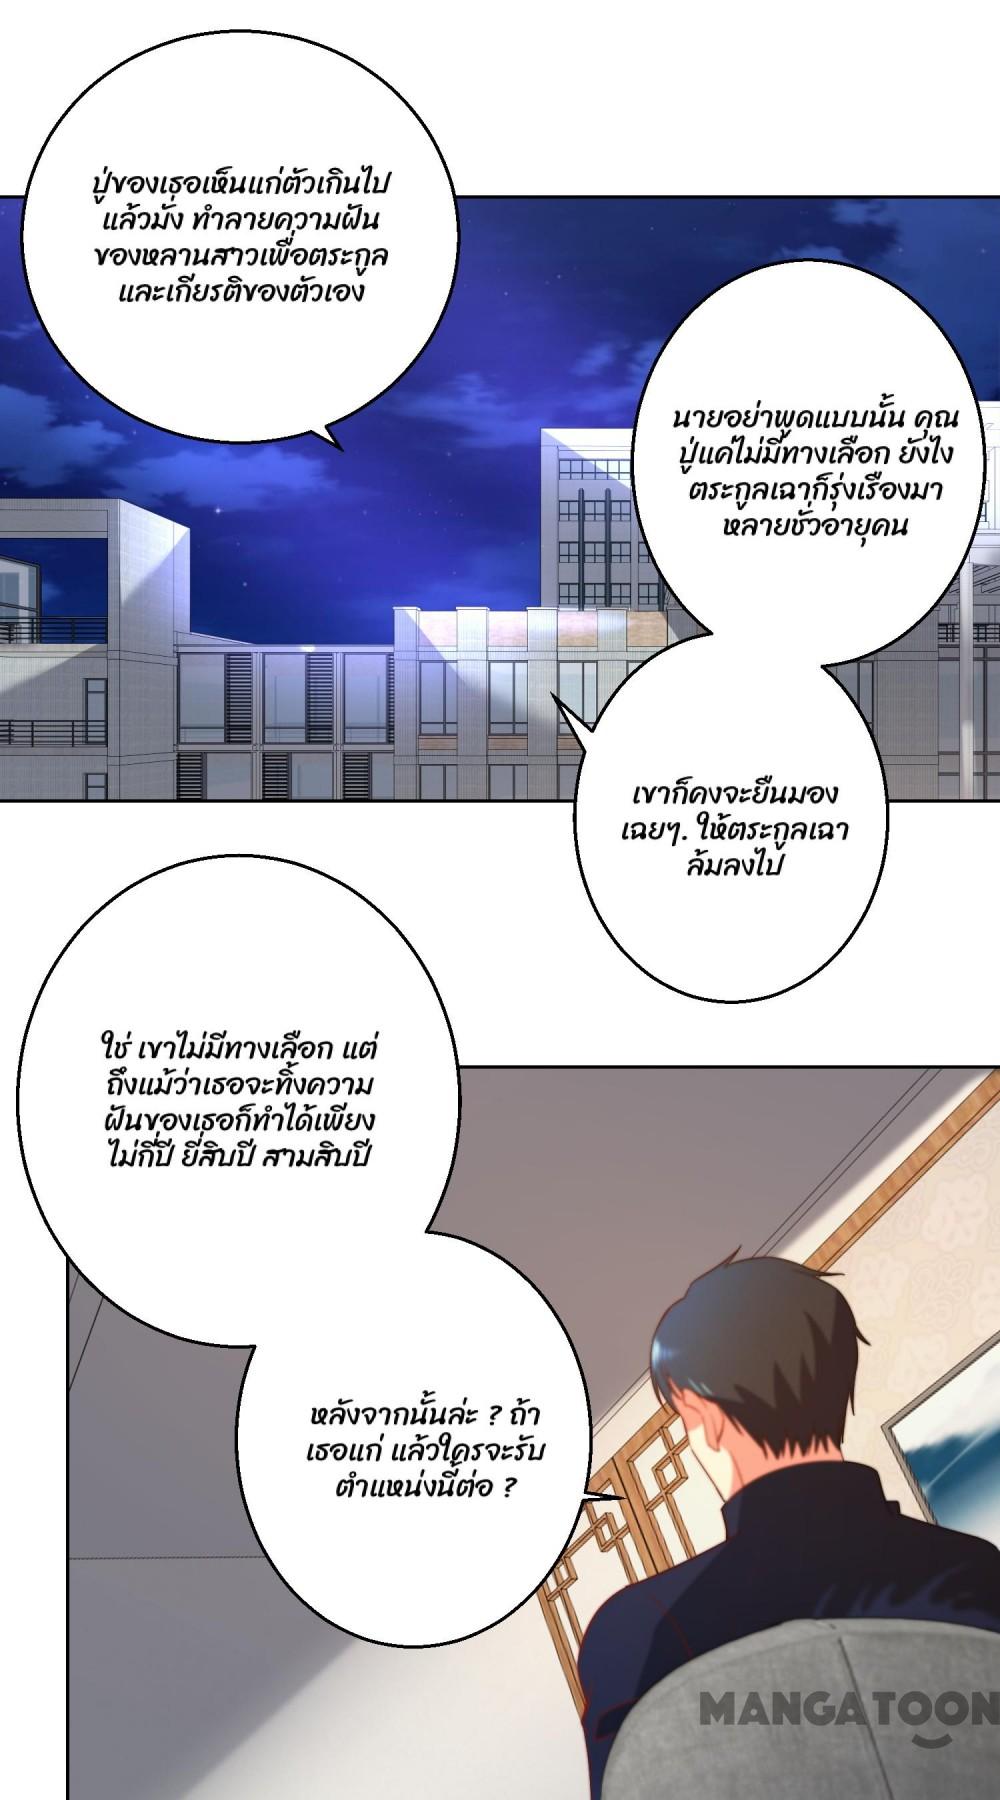 ปู่ของเธอเห็นแก่ตัวเกินไป
แล้วมั่ง ทำลายความฝัน
ของหลานสาวเพื่อตระกูล
และเกียรติของตัวเอง
นายอย่าพูดแบบนั้น คุณ
ปู่แค่ไม่มีทางเลือก ยังไง
ตระกูลเฉาก็รุ่งเรืองมา
หลายชั่วอายุคน
เขาก็คงจะยืนมอง
เฉยๆ. ให้ตระกูลเฉา
ล้มลงไป
ใช่ เขาไม่มีทางเลือก แต่
ถึงแม้ว่าเธอจะทิ้งความ
ฝันของเธอก็ทำได้เพียง
ไม่กี่ปี ยี่สิบปี สามสิบปี
หลังจากนั้นล่ะ ? ถ้า
เธอแก่ แล้วใครจะรับ
ตำแหน่งนี้ต่อ ?
MANGATOON